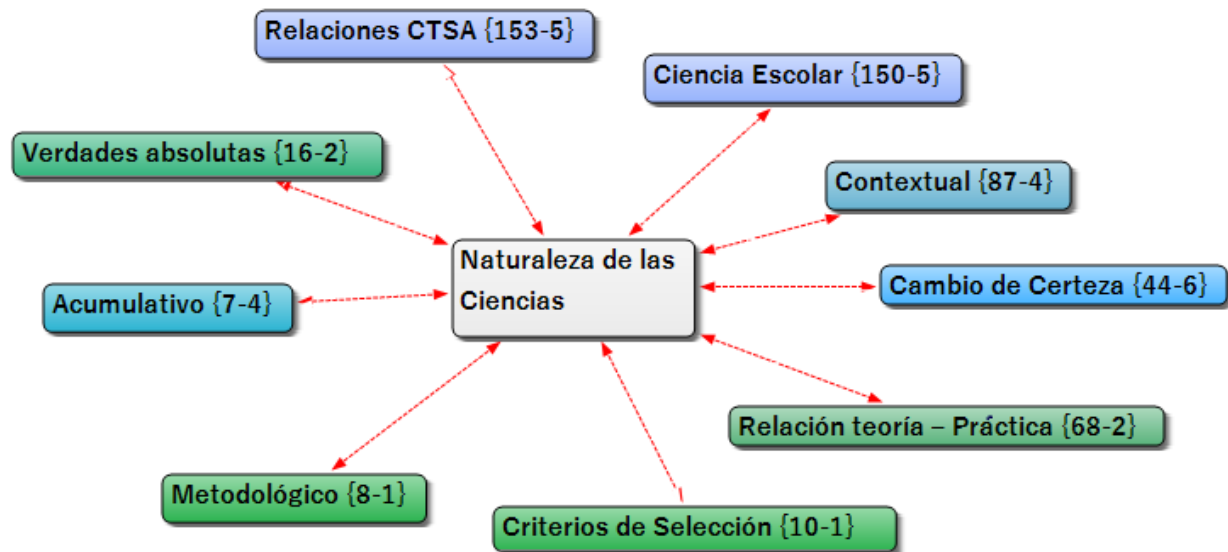 Relaciones CTSA {153-5}
Ciencia Escolar {150-5}
Verdades absolutas {16-2}
Contextual {87-4}
Naturaleza de las
Ciencias
Cambio de Certeza {44-6}
Acumulativo {7-4}
Relación teoría – Práctica {68-2}
Metodológico {8-1}
Criterios de Selección {10-1}